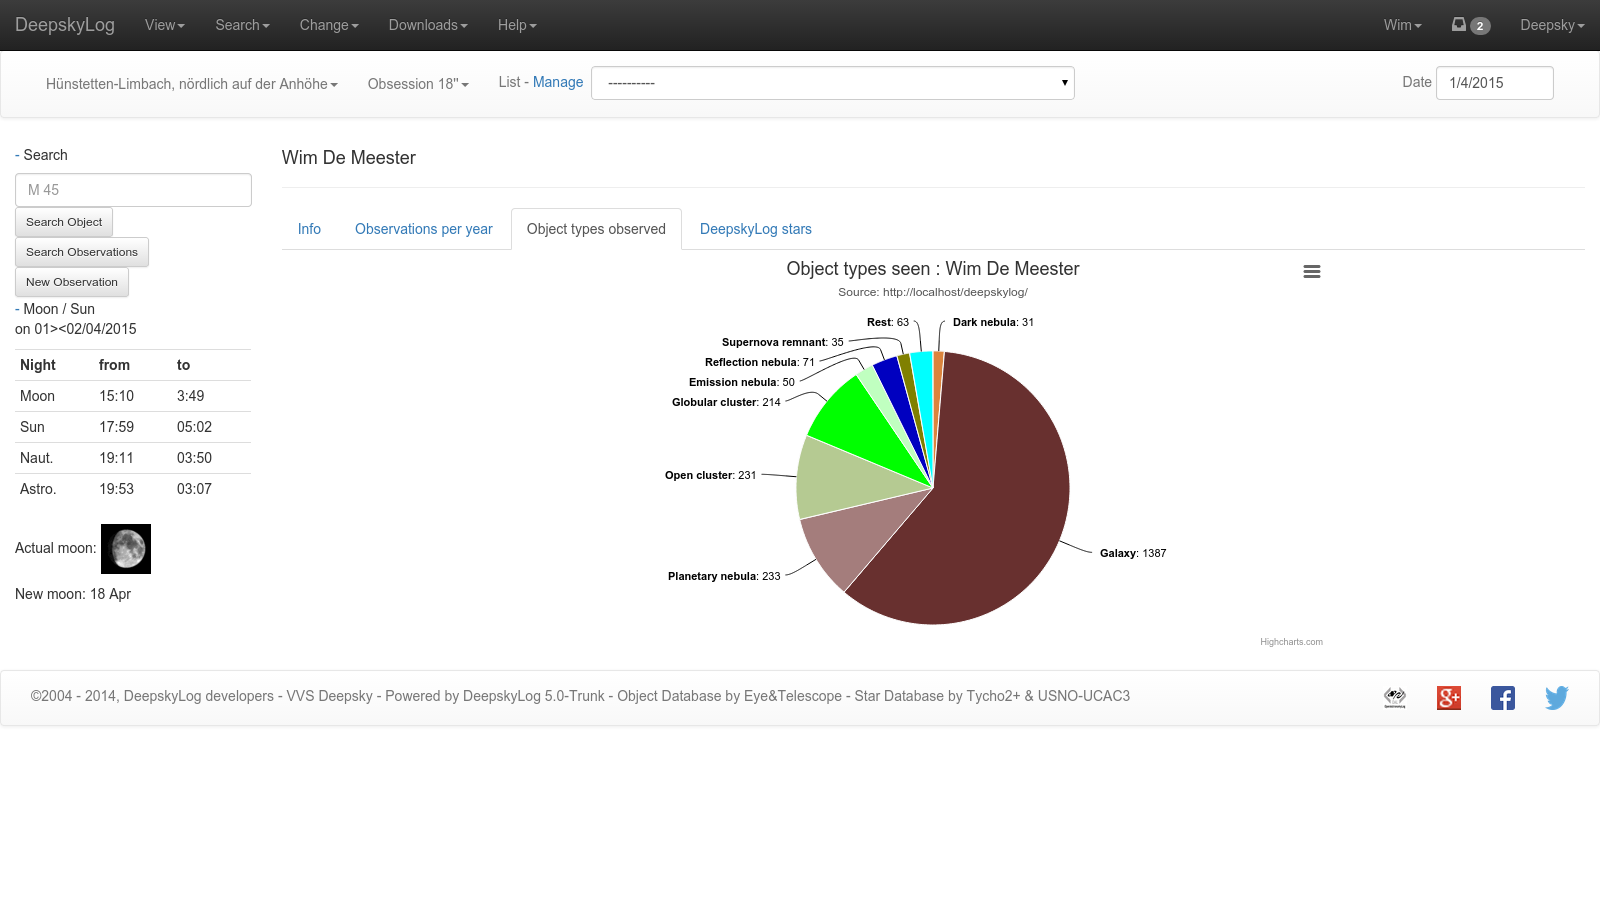 DeepskyLog View Search Change Downloads Help Wim 2 Deepsky
Hünstetten-Limbach, nördlich auf der Anhöhe Obsession 18" List - Manage ---------- Date 1/4/2015
- Search
M 45
Search Object
Search Observations
New Observation
- Moon / Sun
on 01><02/04/2015
Night from to
Moon 15:10 3:49
Sun 17:59 05:02
Naut. 19:11 03:50
Astro. 19:53 03:07
Actual moon:
New moon: 18 Apr
Wim De Meester
Info Observations per year Object types observed DeepskyLog stars
Object types seen : Wim De Meester
Source: http://localhost/deepskylog/
Rest: 63 Dark nebula: 31
Supernova remnant: 35
Reflection nebula: 71
Emission nebula: 50
Globular cluster: 214
Open cluster: 231
Galaxy: 1387
Planetary nebula: 233
Highcharts.com
©2004 - 2014, DeepskyLog developers - VVS Deepsky - Powered by DeepskyLog 5.0-Trunk - Object Database by Eye&Telescope - Star Database by Tycho2+ & USNO-UCAC3